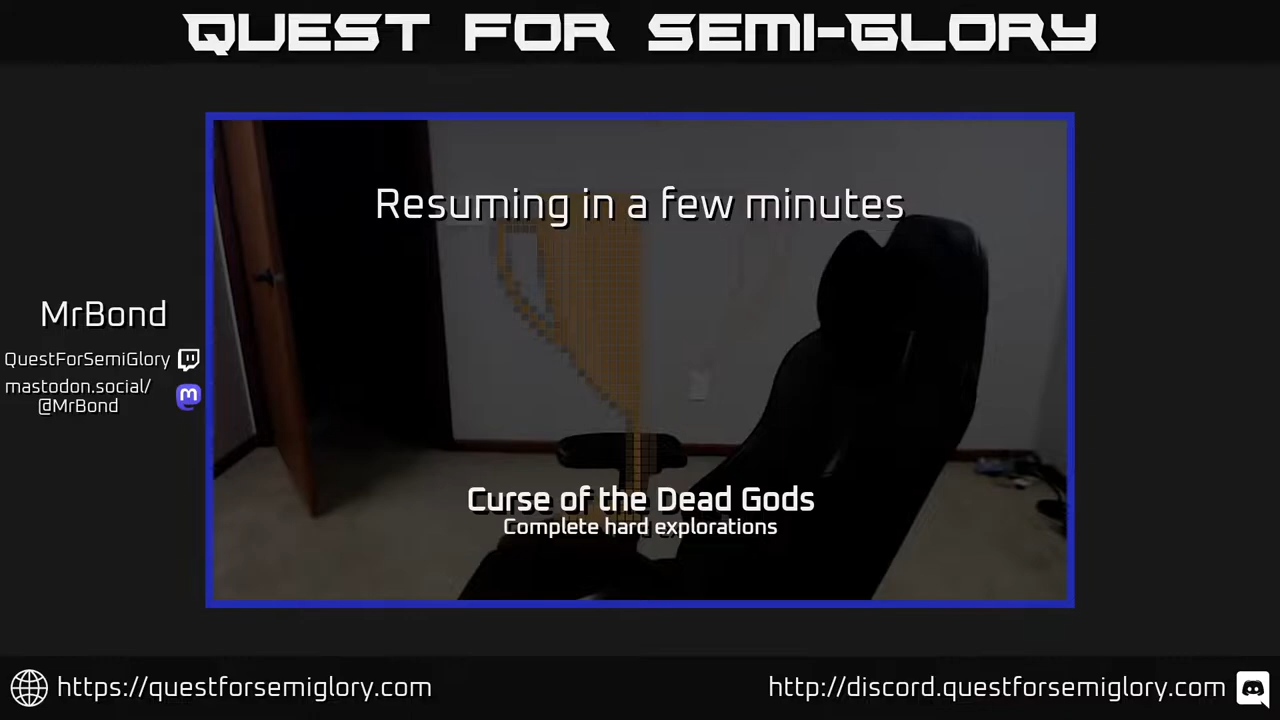 QUEST FOR SEMI-GLORY
Resuming in a few minutes
MrBond
QuestForSemiGlory
mastodon.social/
@MrBond
Curse of the Dead Gods
Complete hard explorations
https://questforsemiglory.com
http://discord.questforsemiglory.com